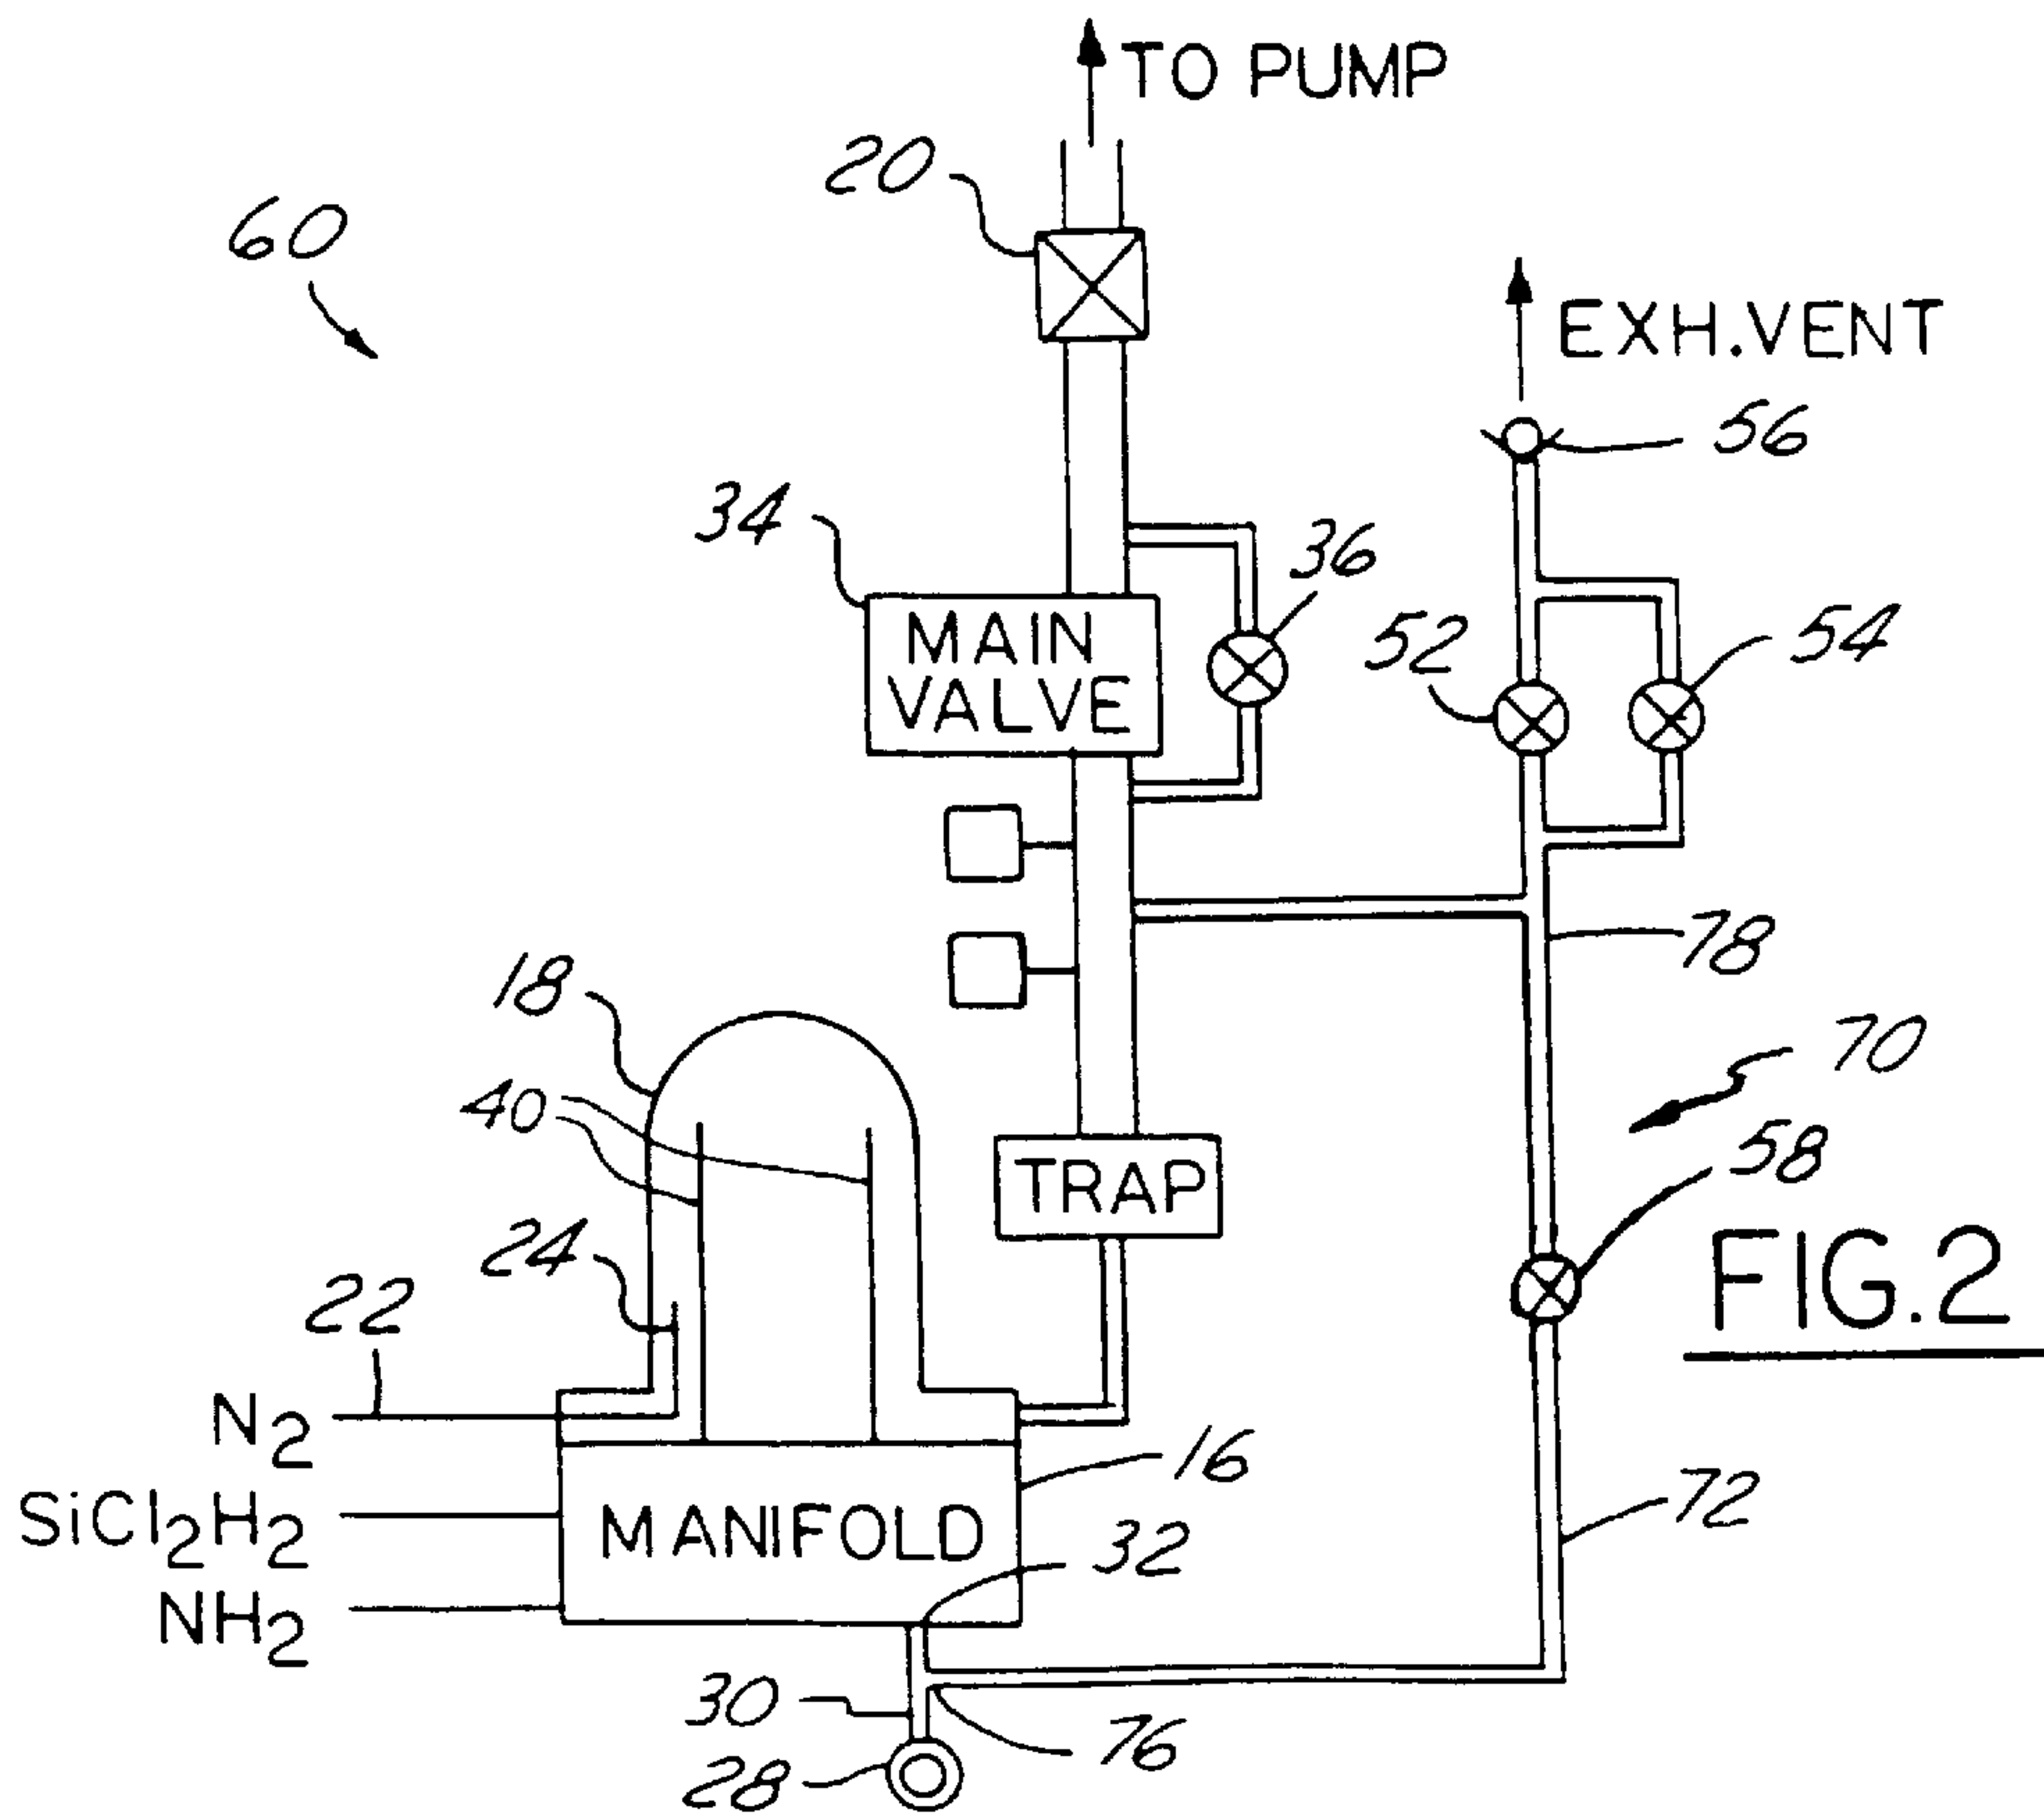 TO PUMP
20
60
EXH.VENT
56
34
36
MAIN
VALVE
52
54
78
18
70
40
TRAP
58
24
FIG.2
22
N2
16
SiCl2H2
MANIFOLD
32
72
NH2
30
76
28